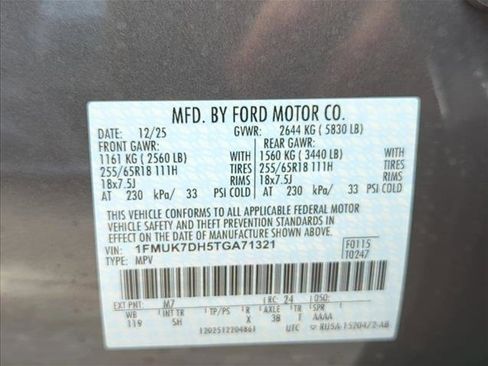 MFD. BY FORD MOTOR CO.
DATE: 12/25 GVWR: 2644 KG ( 5830 LB)
FRONT GAWR: REAR GAWR:
1161 KG ( 2560 LB) WITH 1560 KG ( 3440 LB) WITH
255/65R18 111H TIRES 255/65R18 111H TIRES
18x7.5J RIMS 18x7.5J RIMS
AT 230 kPa/ 33 PSI COLD AT 230 kPa/ 33 PSI COLD
THIS VEHICLE CONFORMS TO ALL APPLICABLE FEDERAL MOTOR
VEHICLE SAFETY AND THEFT PREVENTION STANDARDS IN
EFFECT ON THE DATE OF MANUFACTURE SHOWN ABOVE.
VIN: 1FMUK7DH5TGA71321 F0115
TYPE: MPV T0247
EXT PNT: M7 RC: 24 DSO:
WB INT TR TP/PS R AXLE TR
119 SH X 3B T AAAA
1202512204861 UTC